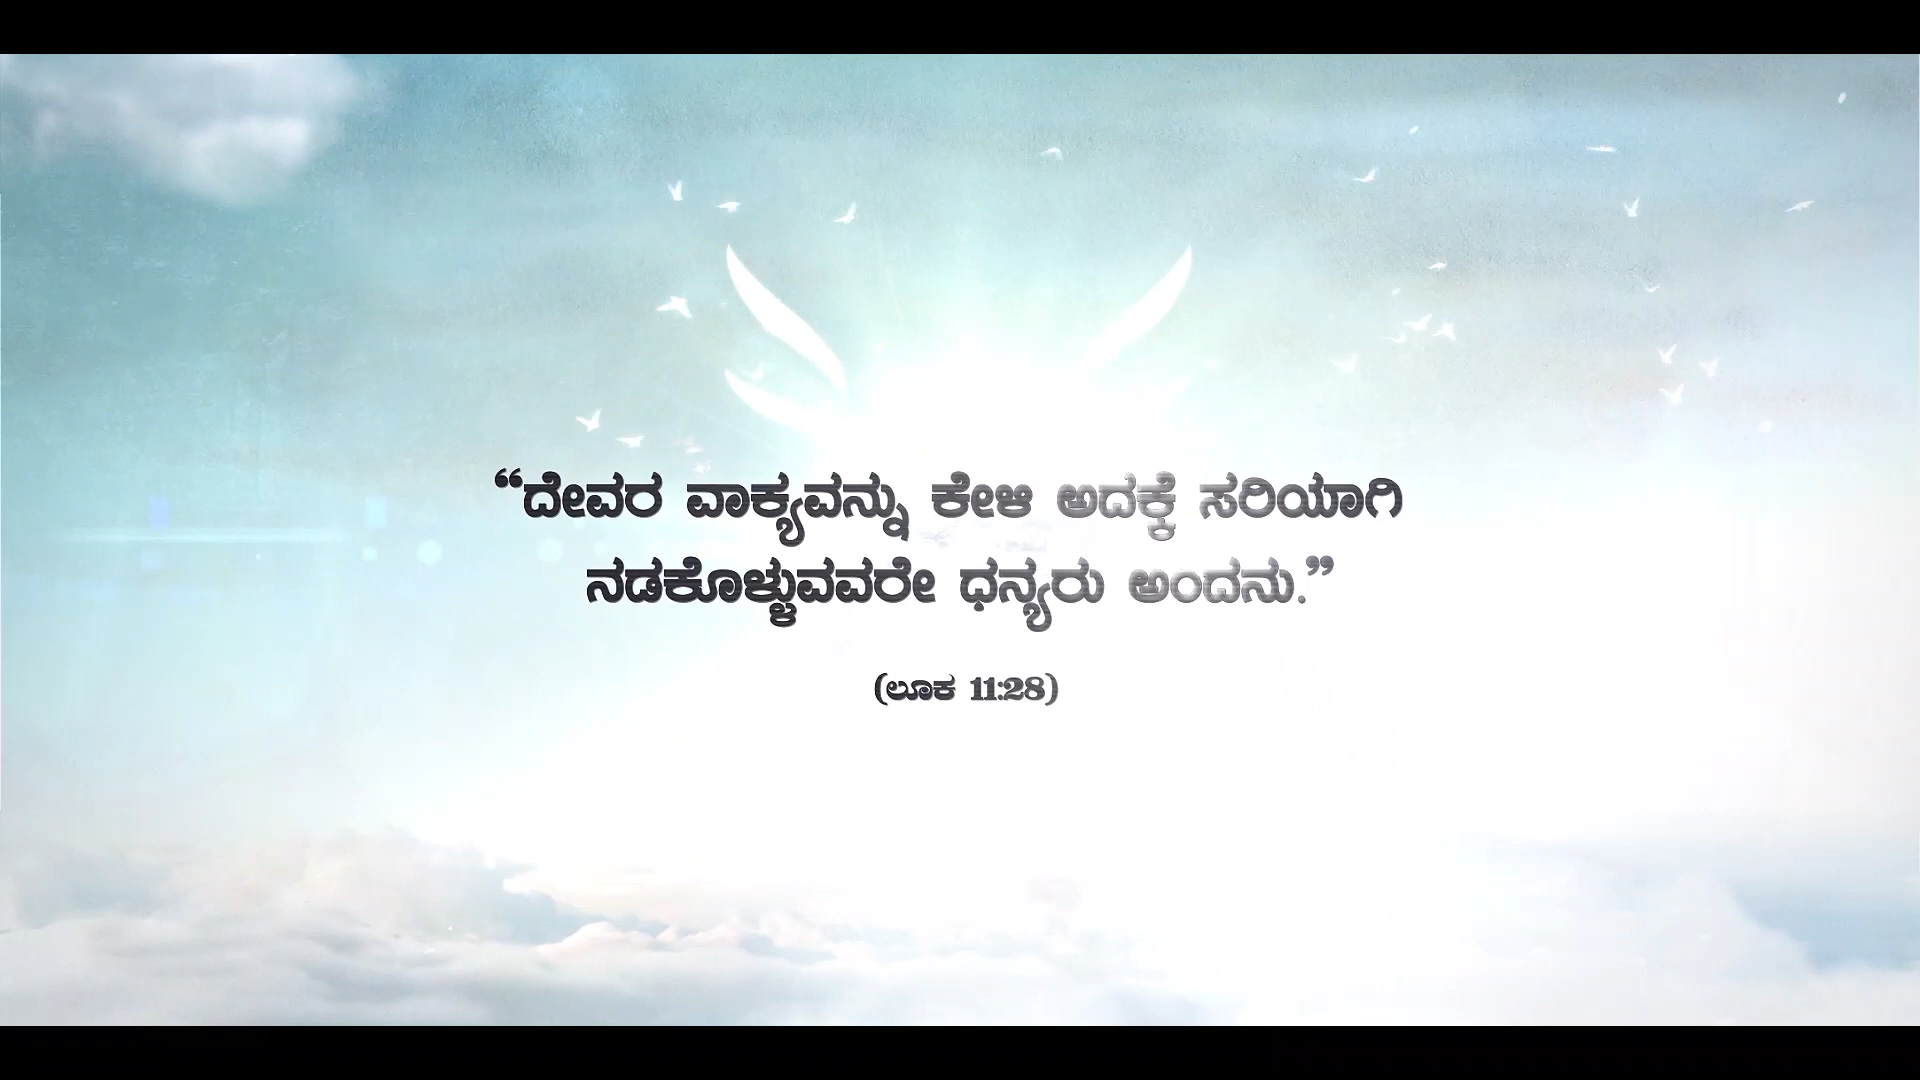 “ದೇವರ ವಾಕ್ಯವನ್ನು ಕೇಳಿ ಅದಕ್ಕೆ ಸರಿಯಾಗಿ
ನಡಕೊಳ್ಳುವವರೇ ಧನ್ಯರು ಅಂದನು.”
(ಲೂಕ 11:28)